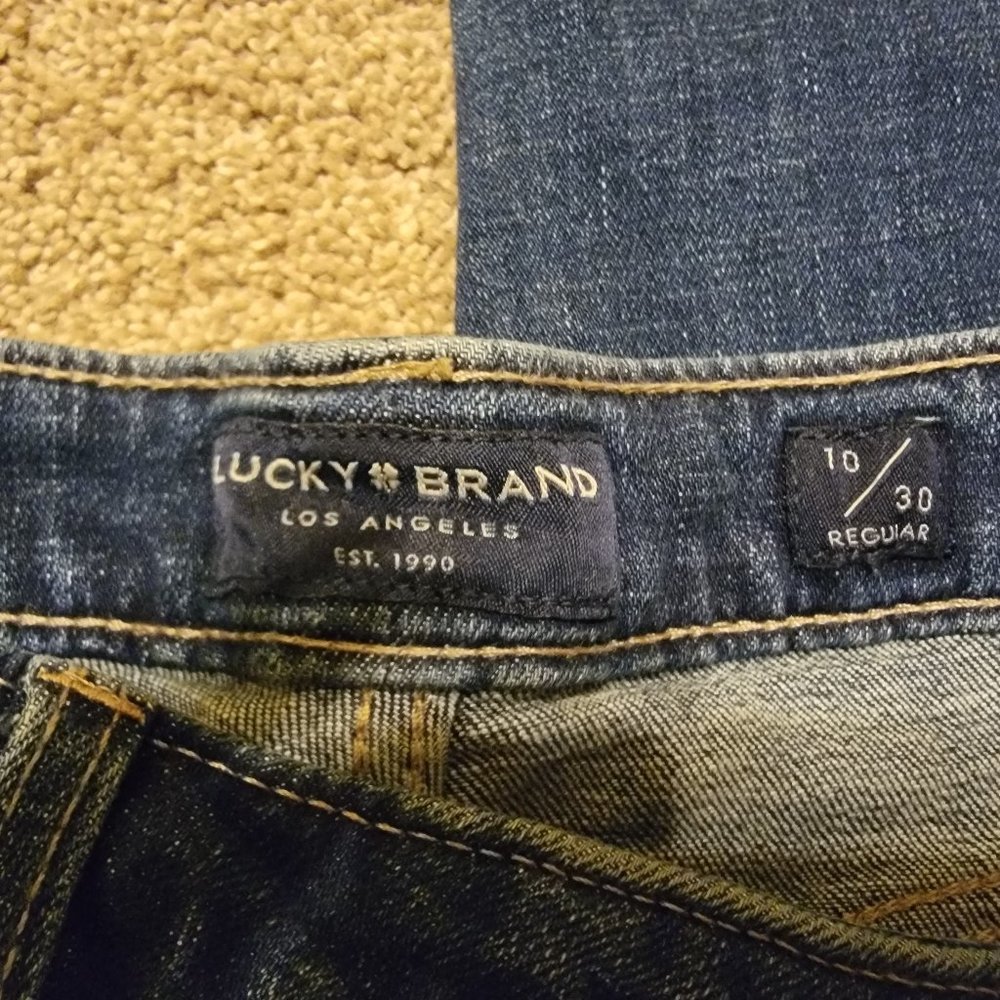 LUCKY BRAND
LOS ANGELES
EST. 1990
10/30
REGULAR